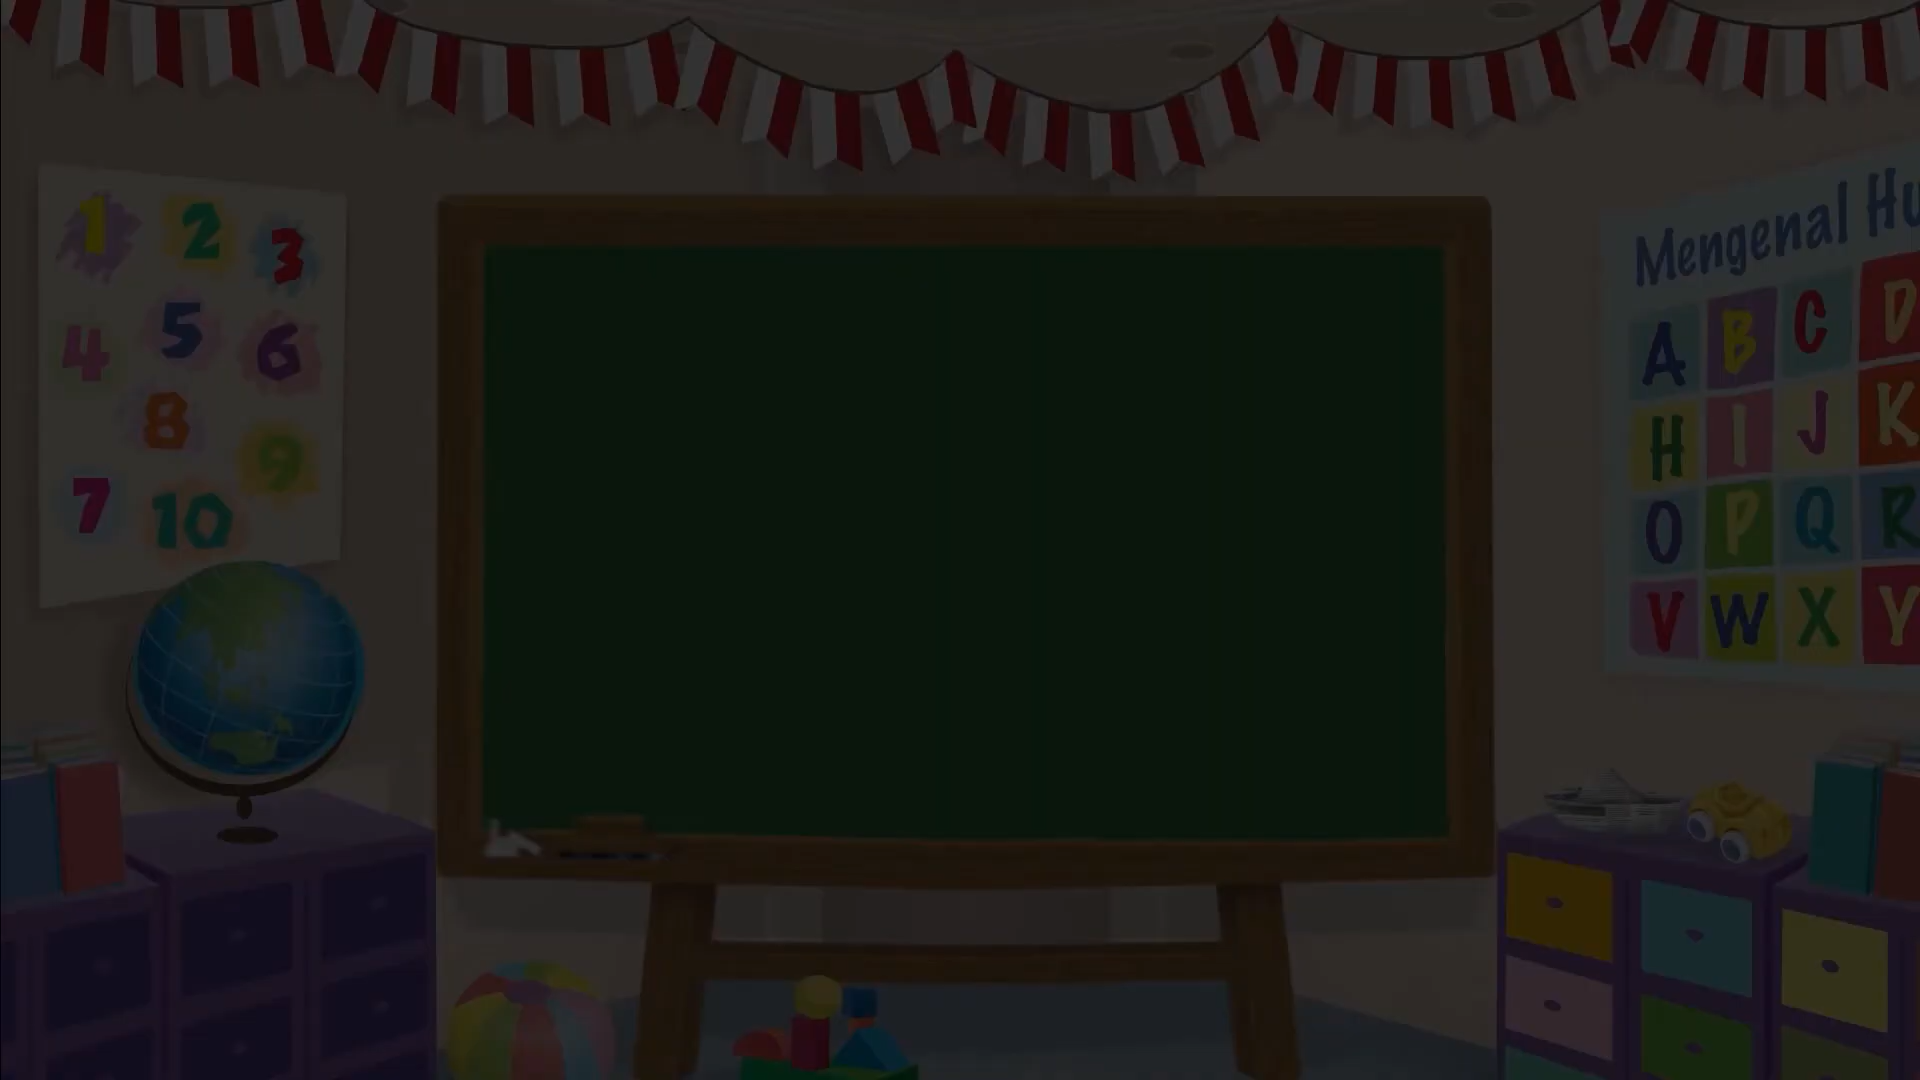 1 2 3
4 5 6
8 9
7 10
Mengenal Hu
A B C D
H I J K
O P Q R
V W X Y